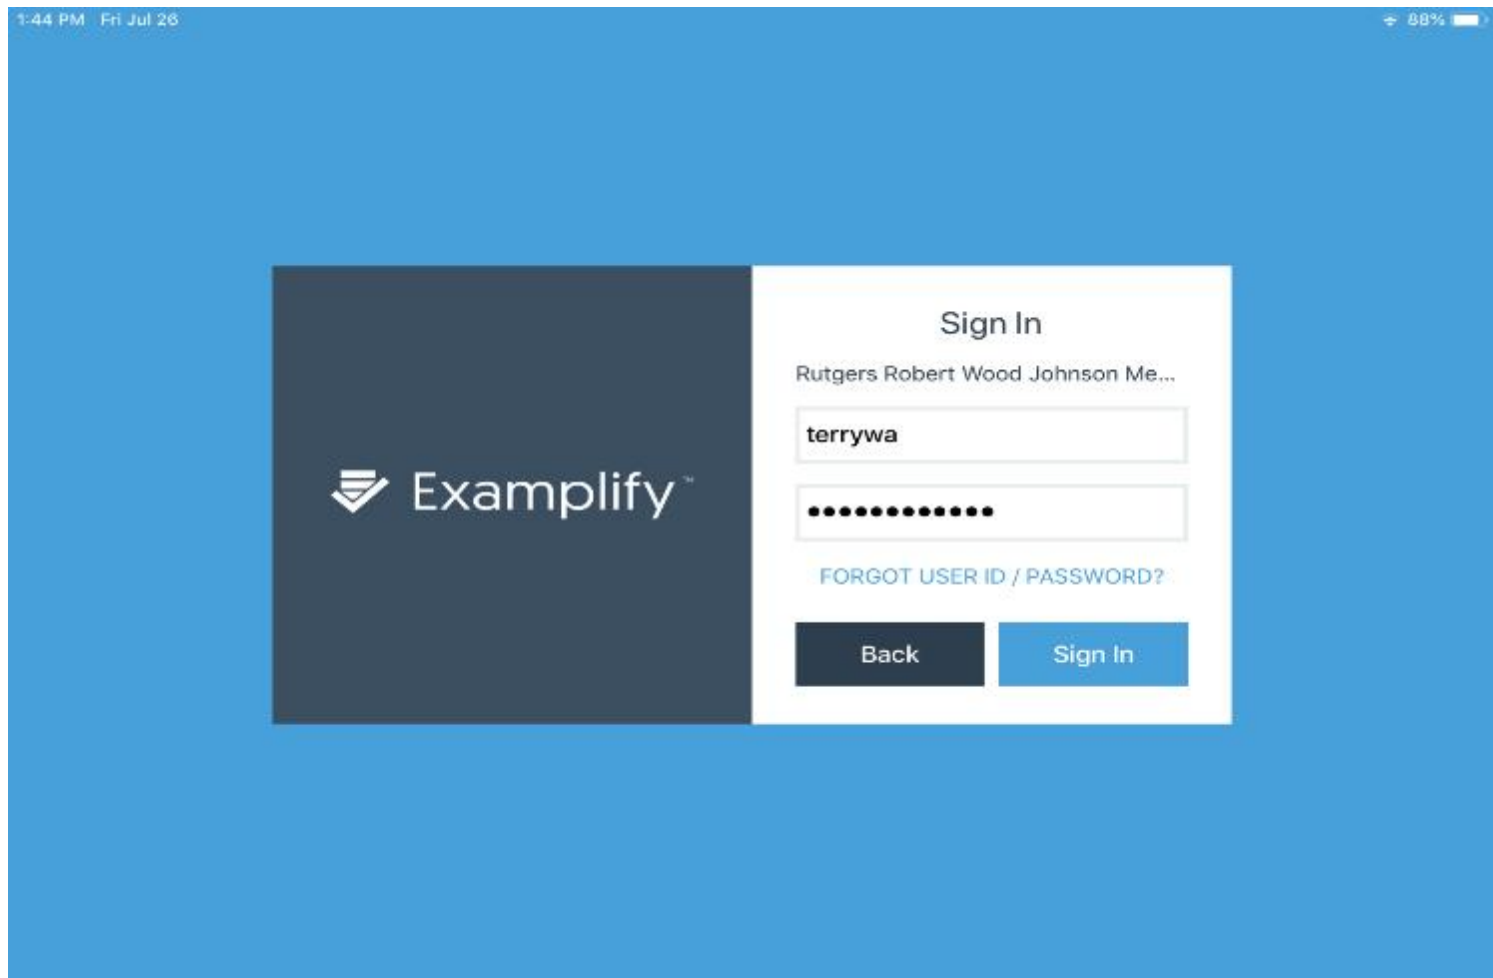 1:44 PM Fri Jul 26
88%
Sign In
Rutgers Robert Wood Johnson Me...
terrywa
••••••••••••
Examplify™
FORGOT USER ID / PASSWORD?
Back
Sign In